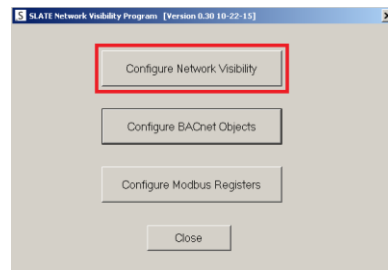 S SLATE Network Visibility Program [Version 0.30 10-22-15]
Configure Network Visibility
Configure BACnet Objects
Configure Modbus Registers
Close